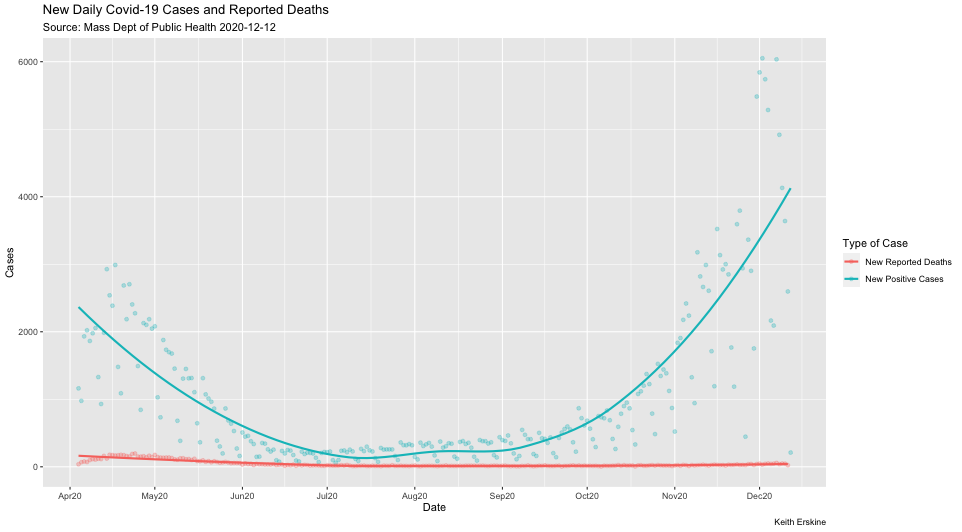 New Daily Covid-19 Cases and Reported Deaths
Source: Mass Dept of Public Health 2020-12-12
6000
4000
2000
0
Cases
Apr20 May20 Jun20 Jul20 Aug20 Sep20 Oct20 Nov20 Dec20
Date
Type of Case
New Reported Deaths
New Positive Cases
Keith Erskine